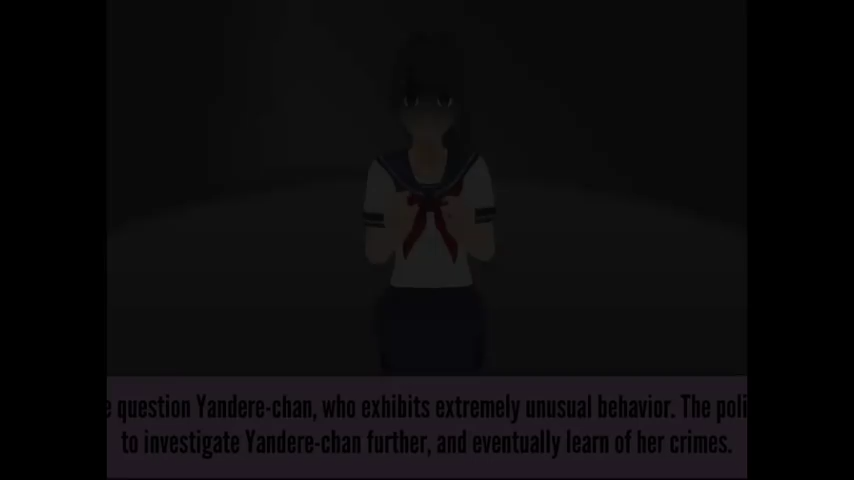 e question Yandere-chan, who exhibits extremely unusual behavior. The poli
to investigate Yandere-chan further, and eventually learn of her crimes.